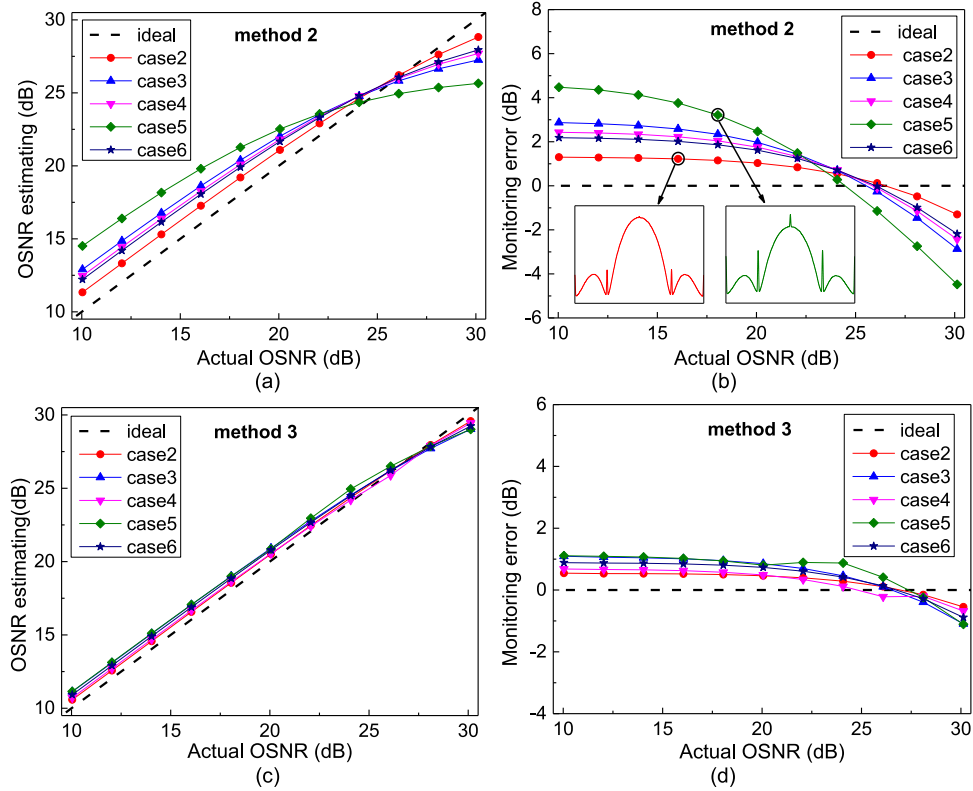 method 2
ideal
case2
case3
case4
case5
case6
OSNR estimating (dB)
30
25
20
15
10
10
15
20
25
30
Actual OSNR (dB)
(a)
method 2
ideal
case2
case3
case4
case5
case6
Monitoring error (dB)
6
4
2
0
-2
-4
-6
10
15
20
25
30
Actual OSNR (dB)
(b)
method 3
ideal
case2
case3
case4
case5
case6
OSNR estimating(dB)
30
25
20
15
10
10
15
20
25
30
Actual OSNR (dB)
(c)
method 3
ideal
case2
case3
case4
case5
case6
Monitoring error (dB)
6
4
2
0
-2
-4
10
15
20
25
30
Actual OSNR (dB)
(d)